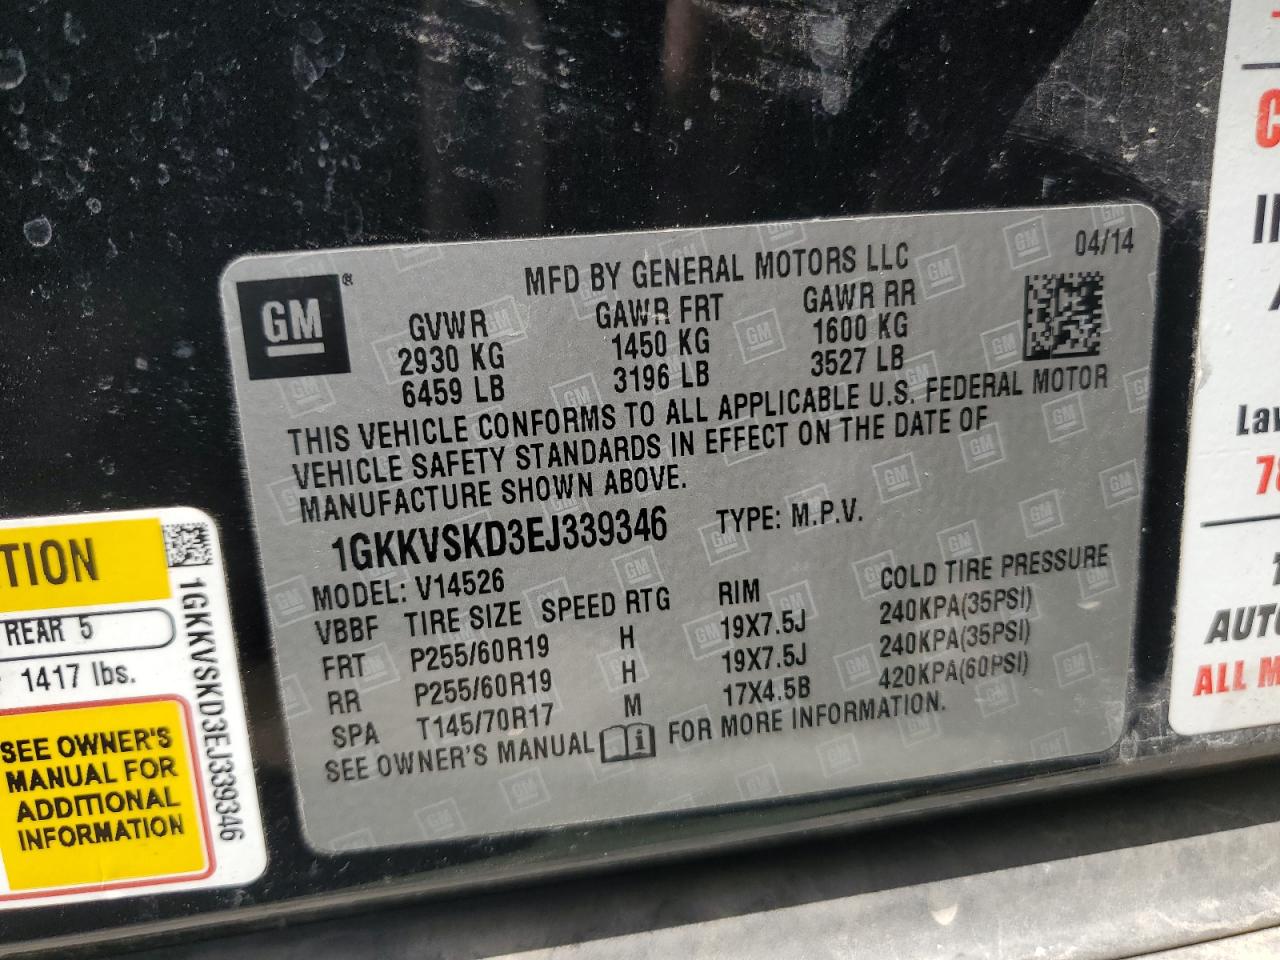 GM
®
MFD BY GENERAL MOTORS LLC
04/14
GVWR GAWR FRT GAWR RR
2930 KG 1450 KG 1600 KG
6459 LB 3196 LB 3527 LB
THIS VEHICLE CONFORMS TO ALL APPLICABLE U.S. FEDERAL MOTOR
VEHICLE SAFETY STANDARDS IN EFFECT ON THE DATE OF
MANUFACTURE SHOWN ABOVE.
1GKKVSKD3EJ339346 TYPE: M.P.V.
MODEL: V14526
VBBF TIRE SIZE SPEED RTG RIM COLD TIRE PRESSURE
FRT P255/60R19 H 19X7.5J 240KPA(35PSI)
RR P255/60R19 H 19X7.5J 240KPA(35PSI)
SPA T145/70R17 M 17X4.5B 420KPA(60PSI)
SEE OWNER'S MANUAL i FOR MORE INFORMATION.
TION
REAR 5
1417 lbs.
SEE OWNER'S
MANUAL FOR
ADDITIONAL
INFORMATION
1GKKVSKD3EJ339346
Law
78
AUTO
ALL M